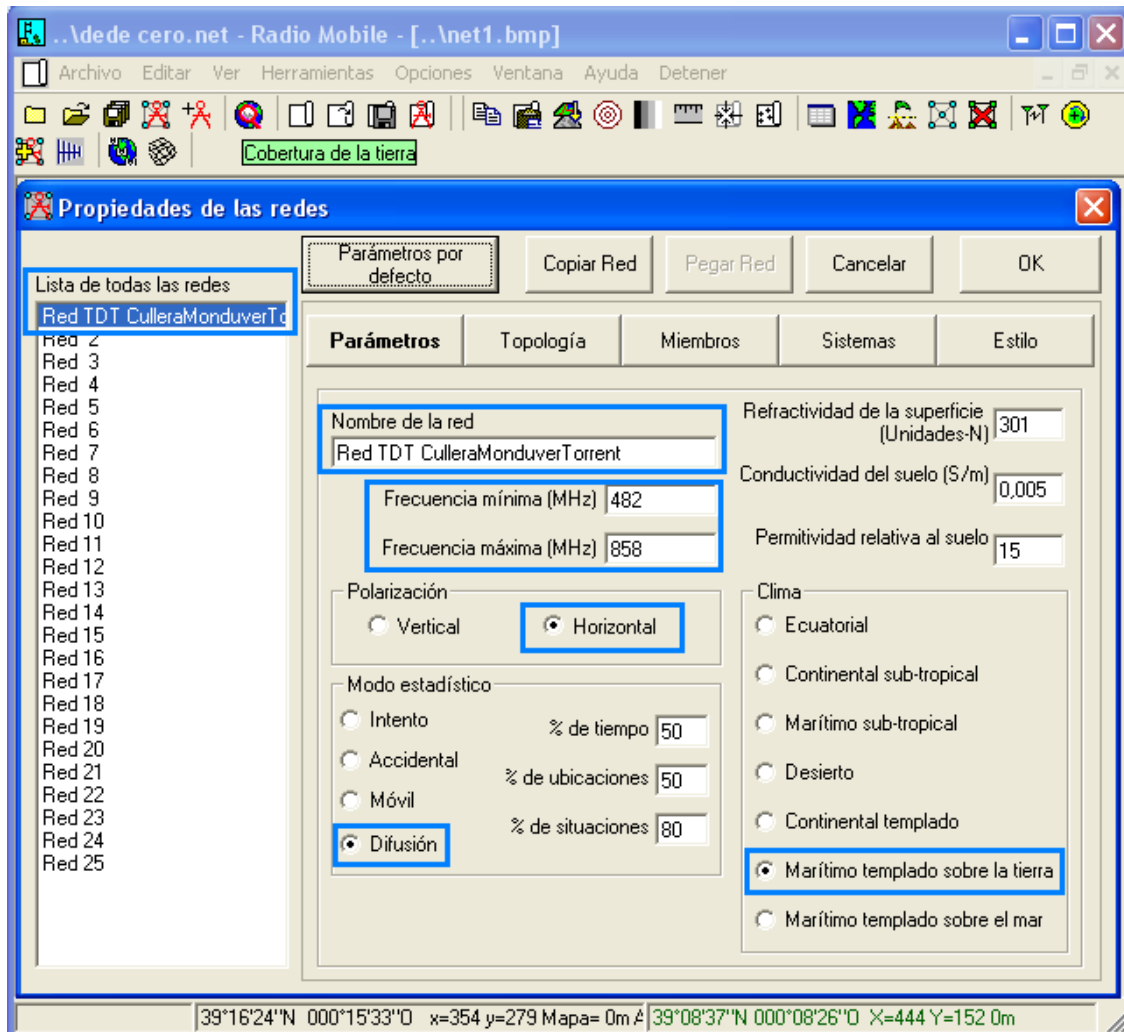 ..\dede cero.net - Radio Mobile - [..\net1.bmp]
Archivo Editar Ver Herramientas Opciones Ventana Ayuda Detener
Cobertura de la tierra
Propiedades de las redes
Parámetros por defecto
Copiar Red
Pegar Red
Cancelar
OK
Lista de todas las redes
Red TDT CulleraMonduverTo
Red 2
Red 3
Red 4
Red 5
Red 6
Red 7
Red 8
Red 9
Red 10
Red 11
Red 12
Red 13
Red 14
Red 15
Red 16
Red 17
Red 18
Red 19
Red 20
Red 21
Red 22
Red 23
Red 24
Red 25
Parámetros
Topología
Miembros
Sistemas
Estilo
Nombre de la red
Red TDT CulleraMonduverTorrent
Frecuencia mínima (MHz) 482
Frecuencia máxima (MHz) 858
Polarización
Vertical
Horizontal
Modo estadístico
Intento
Accidental
Móvil
Difusión
% de tiempo 50
% de ubicaciones 50
% de situaciones 80
Refractividad de la superficie
(Unidades-N) 301
Conductividad del suelo (S/m) 0,005
Permitividad relativa al suelo 15
Clima
Ecuatorial
Continental sub-tropical
Marítimo sub-tropical
Desierto
Continental templado
Marítimo templado sobre la tierra
Marítimo templado sobre el mar
39°16'24''N 000°15'33''O x=354 y=279 Mapa= 0m A
39°08'37''N 000°08'26''O X=444 Y=152 0m